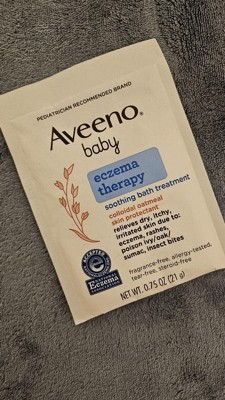 PEDIATRICIAN RECOMMENDED BRAND
Aveeno®
baby
eczema
therapy
soothing bath treatment
colloidal oatmeal
skin protectant
relieves dry, itchy,
irritated skin due to:
eczema, rashes,
poison ivy/oak/
sumac, insect bites
fragrance-free, allergy-tested,
tear-free, steroid-free
ACCEPTED
Eczema
NET WT. 0.75 OZ (21 g)